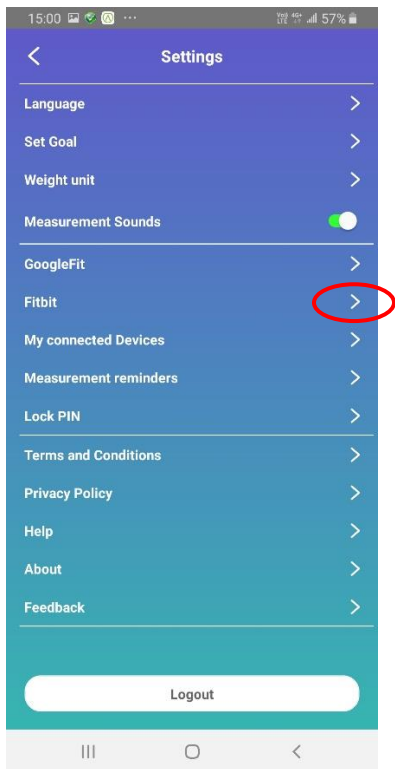 15:00 57%
Settings
Language
Set Goal
Weight unit
Measurement Sounds
GoogleFit
Fitbit
My connected Devices
Measurement reminders
Lock PIN
Terms and Conditions
Privacy Policy
Help
About
Feedback
Logout